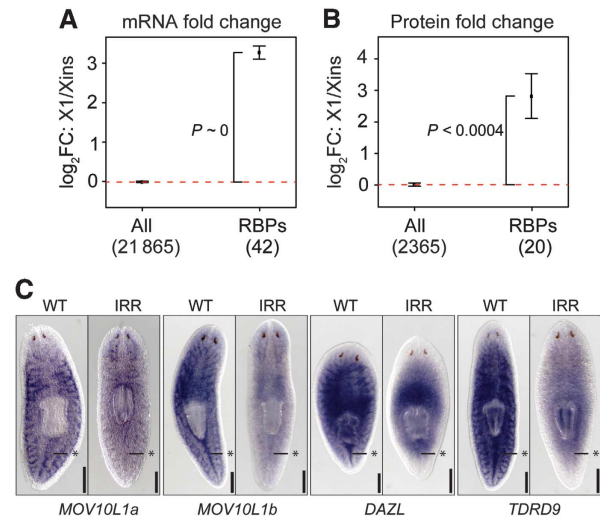 A mRNA fold change
log₂FC: X1/Xins
3
2
1
0
P ~ 0
All
(21 865)
RBPs
(42)
B Protein fold change
log₂FC: X1/Xins
4
3
2
1
0
P < 0.0004
All
(2365)
RBPs
(20)
C
WT IRR WT IRR WT IRR WT IRR
* * * * * * * *
MOV10L1a MOV10L1b DAZL TDRD9